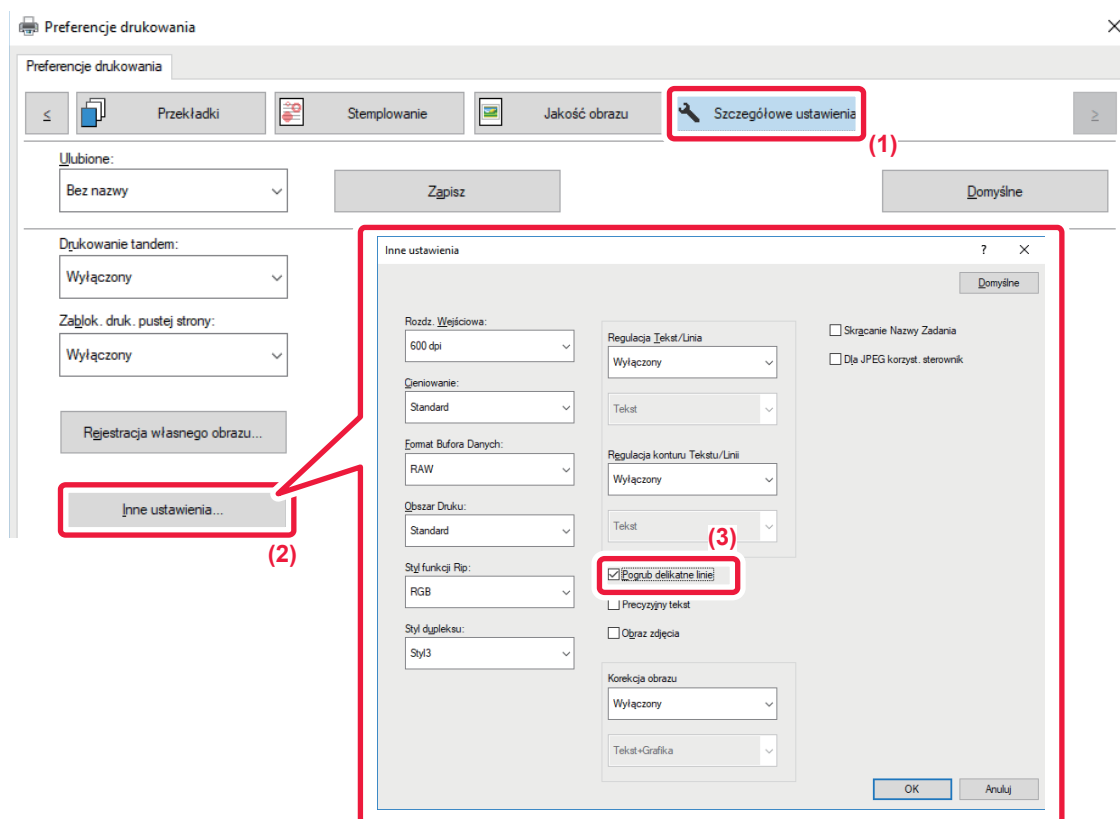 Preferencje drukowania
Preferencje drukowania
≤ Przekładki Stemplowanie Jakość obrazu Szczegółowe ustawienia ≥
(1)
Ulubione:
Bez nazwy Zapisz Domyślne
Drukowanie tandem:
Wyłączony
Zablok. druk. pustej strony:
Wyłączony
Rejestracja własnego obrazu...
Inne ustawienia...
(2)
Inne ustawienia ?
Domyślne
Rozdz. Wejściowa:
600 dpi
Cieniowanie:
Standard
Format Bufora Danych:
RAW
Obszar Druku:
Standard
Styl funkcji Rip:
RGB
Styl dupleksu:
Styl3
Regulacja Tekst/Linia
Wyłączony
Tekst
Regulacja konturu Tekstu/Linii
Wyłączony
Tekst
(3)
Pogrub delikatne linie
Precyzyjny tekst
Obraz zdjęcia
Korekcja obrazu
Wyłączony
Tekst+Grafika
Skracanie Nazwy Zadania
Dla JPEG korzyst. sterownik
OK Anuluj